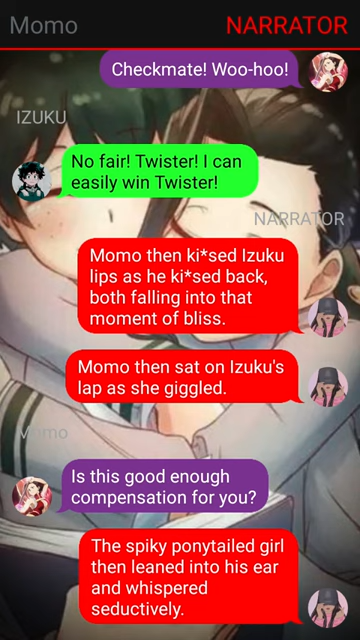 Momo NARRATOR
Checkmate! Woo-hoo!
IZUKU
No fair! Twister! I can
easily win Twister!
NARRATOR
Momo then ki*sed Izuku
lips as he ki*sed back,
both falling into that
moment of bliss.
Momo then sat on Izuku's
lap as she giggled.
Momo
Is this good enough
compensation for you?
The spiky ponytailed girl
then leaned into his ear
and whispered
seductively.